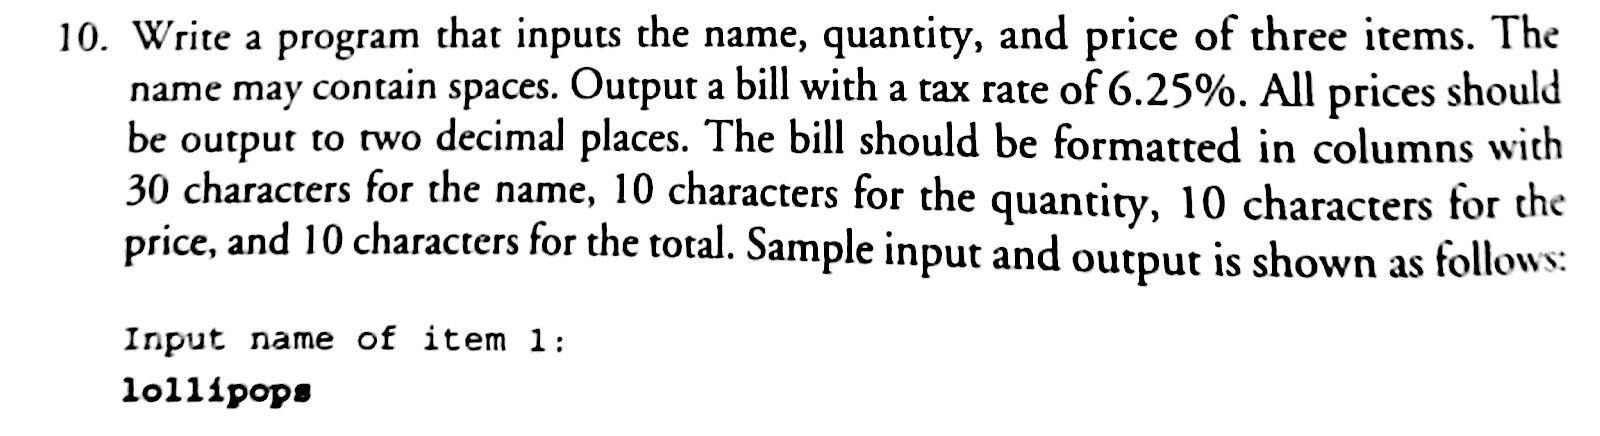 10. Write a program that inputs the name, quantity, and price of three items. The
name may contain spaces. Output a bill with a tax rate of 6.25%. All prices should
be output to two decimal places. The bill should be formatted in columns with
30 characters for the name, 10 characters for the quantity, 10 characters for the
price, and 10 characters for the total. Sample input and output is shown as follows:
Input name of item 1:
lollipops